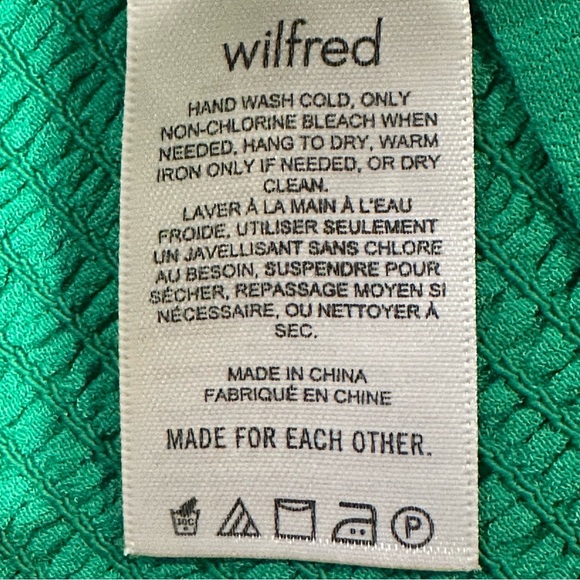 wilfred
HAND WASH COLD, ONLY
NON-CHLORINE BLEACH WHEN
NEEDED, HANG TO DRY, WARM
IRON ONLY IF NEEDED, OR DRY
CLEAN.
LAVER À LA MAIN À L'EAU
FROIDE, UTILISER SEULEMENT
UN JAVELLISANT SANS CHLORE
AU BESOIN, SUSPENDRE POUR
SÉCHER, REPASSAGE MOYEN SI
NÉCESSAIRE, OU NETTOYER À
SEC.
MADE IN CHINA
FABRIQUÉ EN CHINE
MADE FOR EACH OTHER.
30C P